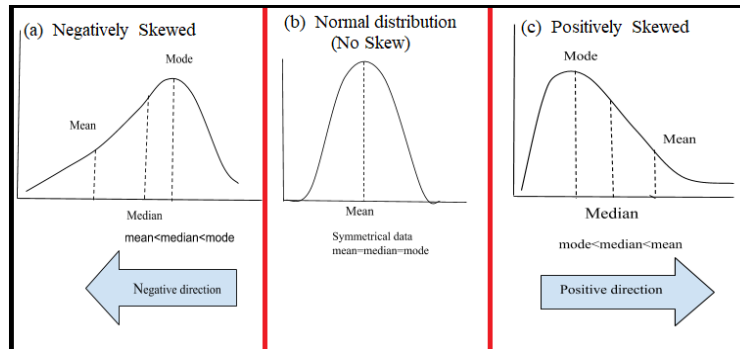 (a) Negatively Skewed
Mode
Mean
Median
mean<median<mode
Negative direction
(b) Normal distribution
(No Skew)
Mean
Symmetrical data
mean=median=mode
(c) Positively Skewed
Mode
Mean
Median
mode<median<mean
Positive direction